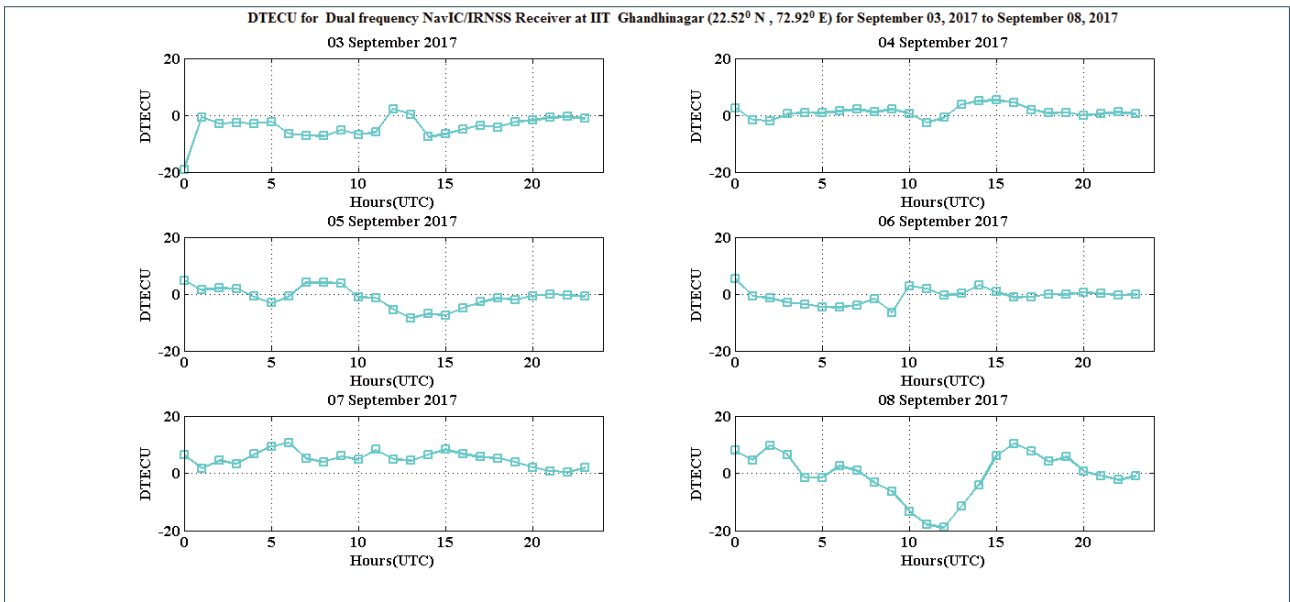 DTECU for Dual frequency NavIC/IRNSS Receiver at IIT Ghandhinagar (22.52⁰ N , 72.92⁰ E) for September 03, 2017 to September 08, 2017
03 September 2017
20
0
-20
DTECU
0 5 10 15 20
Hours(UTC)
04 September 2017
20
0
-20
DTECU
0 5 10 15 20
Hours(UTC)
05 September 2017
20
0
-20
DTECU
0 5 10 15 20
Hours(UTC)
06 September 2017
20
0
-20
DTECU
0 5 10 15 20
Hours(UTC)
07 September 2017
20
0
-20
DTECU
0 5 10 15 20
Hours(UTC)
08 September 2017
20
0
-20
DTECU
0 5 10 15 20
Hours(UTC)